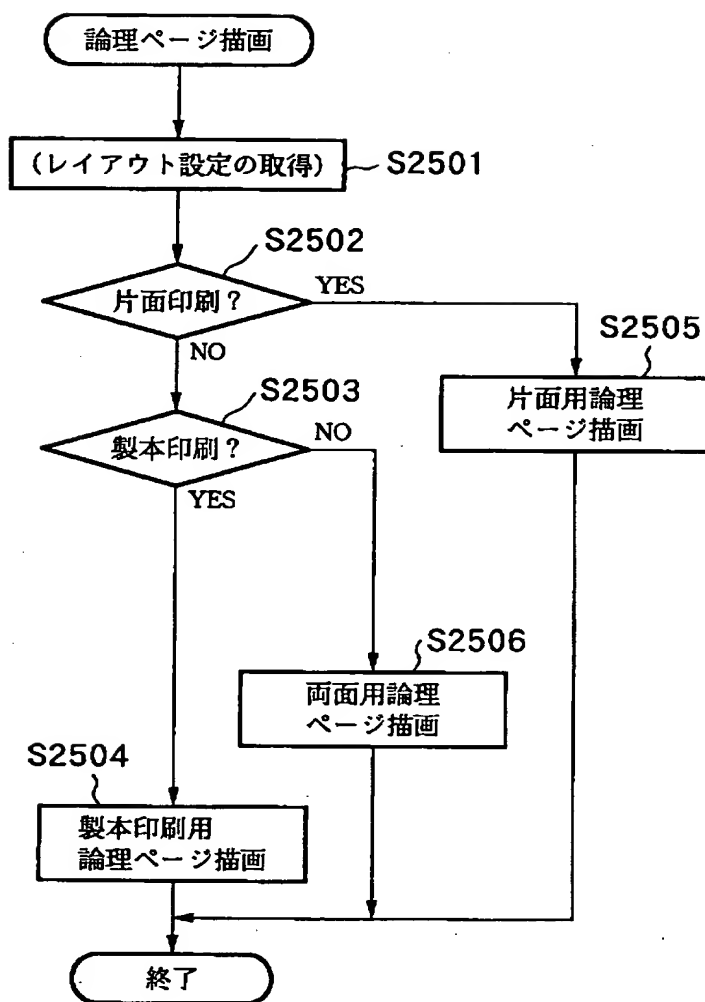 論理ページ描画
(レイアウト設定の取得)
S2501
S2502
片面印刷?
YES
NO
S2505
片面用論理
ページ描画
S2503
製本印刷?
NO
YES
S2506
両面用論理
ページ描画
S2504
製本印刷用
論理ページ描画
終了